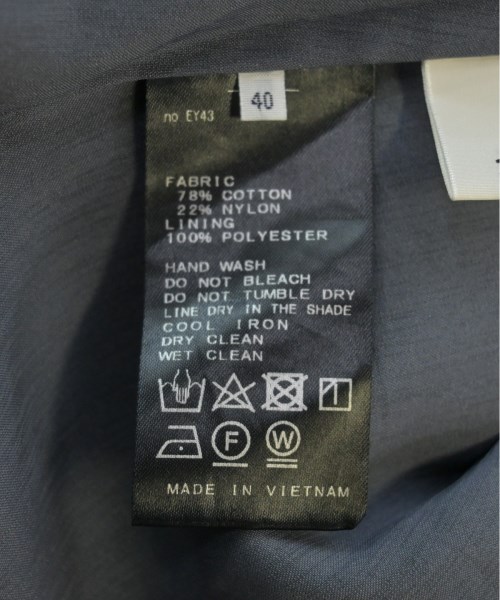 40
no EY43
FABRIC
78% COTTON
22% NYLON
LINING
100% POLYESTER
HAND WASH
DO NOT BLEACH
DO NOT TUMBLE DRY
LINE DRY IN THE SHADE
COOL IRON
DRY CLEAN
WET CLEAN
F W
MADE IN VIETNAM